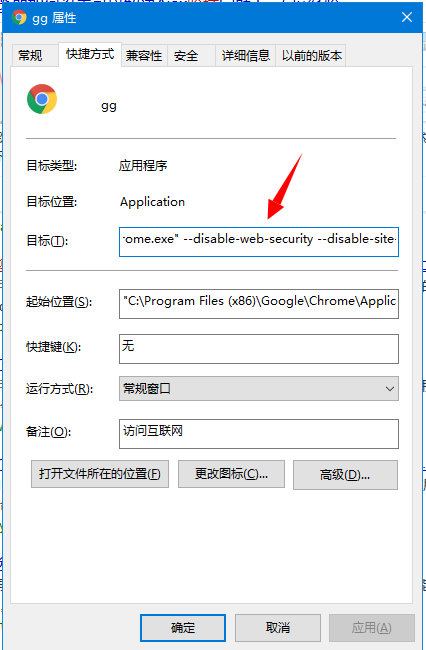 gg 属性
常规 快捷方式 兼容性 安全 详细信息 以前的版本
gg
目标类型: 应用程序
目标位置: Application
目标(T): ome.exe" --disable-web-security --disable-site-
起始位置(S): "C:\Program Files (x86)\Google\Chrome\Applic
快捷键(K): 无
运行方式(R): 常规窗口
备注(O): 访问互联网
打开文件所在的位置(F) 更改图标(C)... 高级(D)...
确定 取消 应用(A)